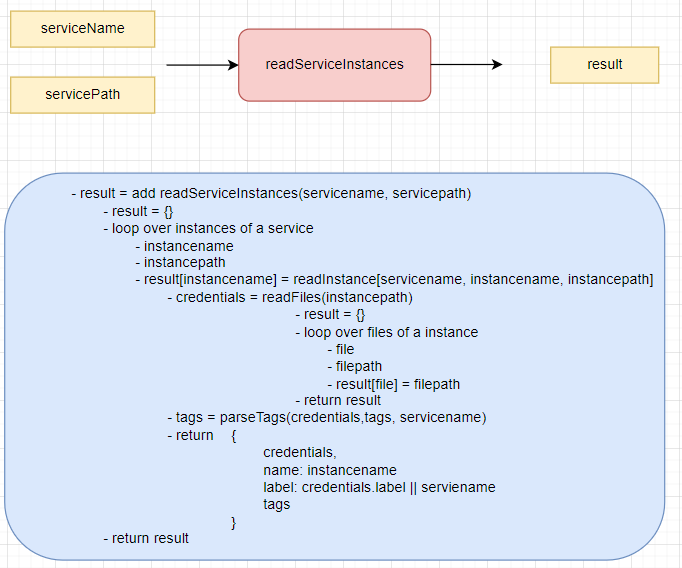 serviceName
servicePath
readServiceInstances
result
- result = add readServiceInstances(servicename, servicepath)
- result = {}
- loop over instances of a service
- instancename
- instancepath
- result[instancename] = readInstance[servicename, instancename, instancepath]
- credentials = readFiles(instancepath)
- result = {}
- loop over files of a instance
- file
- filepath
- result[file] = filepath
- return result
- tags = parseTags(credentials,tags, servicename)
- return {
credentials,
name: instancename
label: credentials.label || serviename
tags
}
- return result